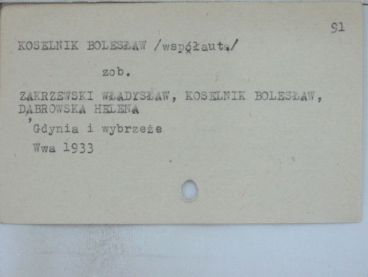 91
KOSELNIK BOLESŁAW /współaut./
zob.
ZAKRZEWSKI WŁADYSŁAW, KOSELNIK BOLESŁAW,
DĄBROWSKA HELENA
Gdynia i wybrzeże
Wwa 1933